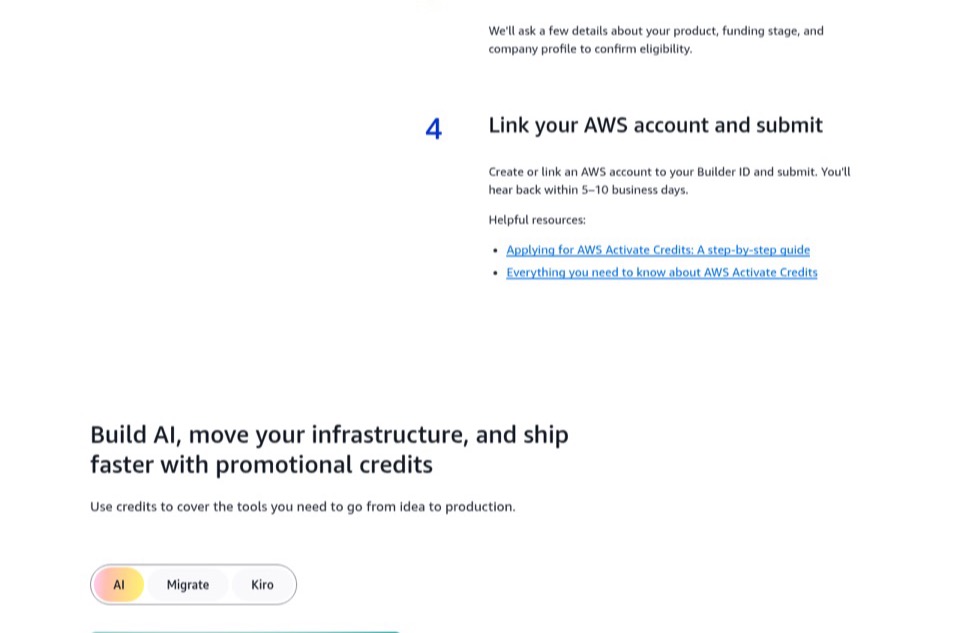 We'll ask a few details about your product, funding stage, and
company profile to confirm eligibility.
4
Link your AWS account and submit
Create or link an AWS account to your Builder ID and submit. You'll
hear back within 5–10 business days.
Helpful resources:
• Applying for AWS Activate Credits: A step-by-step guide
• Everything you need to know about AWS Activate Credits
Build AI, move your infrastructure, and ship
faster with promotional credits
Use credits to cover the tools you need to go from idea to production.
AI
Migrate
Kiro